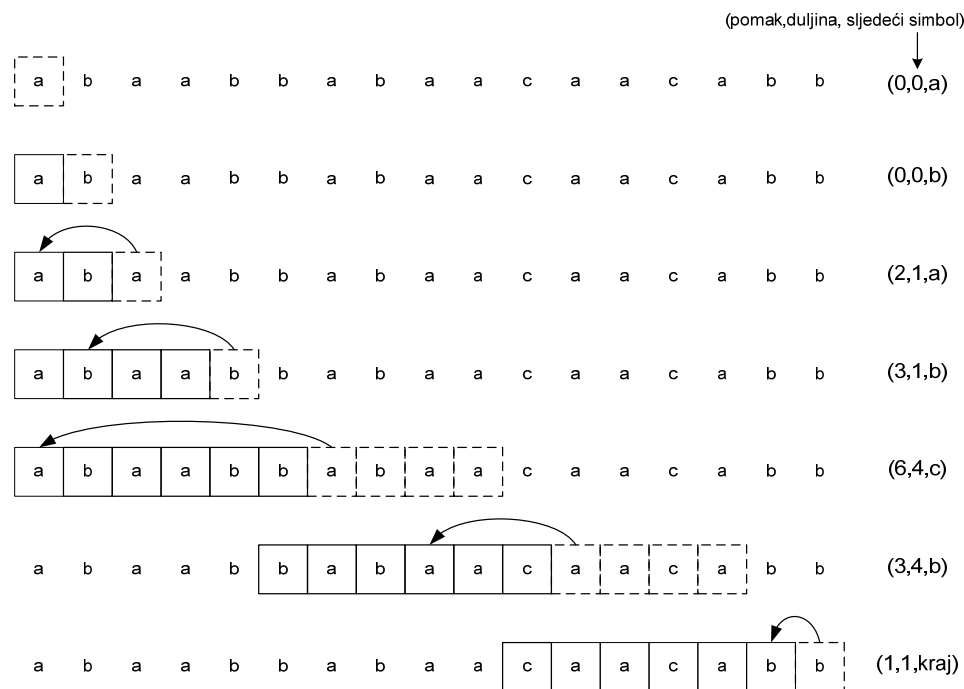 (pomak,duljina, sljedeći simbol)
a b a a b b a b a a c a a c a b b (0,0,a)
a b a a b b a b a a c a a c a b b (0,0,b)
a b a a b b a b a a c a a c a b b (2,1,a)
a b a a b b a b a a c a a c a b b (3,1,b)
a b a a b b a b a a c a a c a b b (6,4,c)
a b a a b b a b a a c a a c a b b (3,4,b)
a b a a b b a b a a c a a c a b b (1,1,kraj)